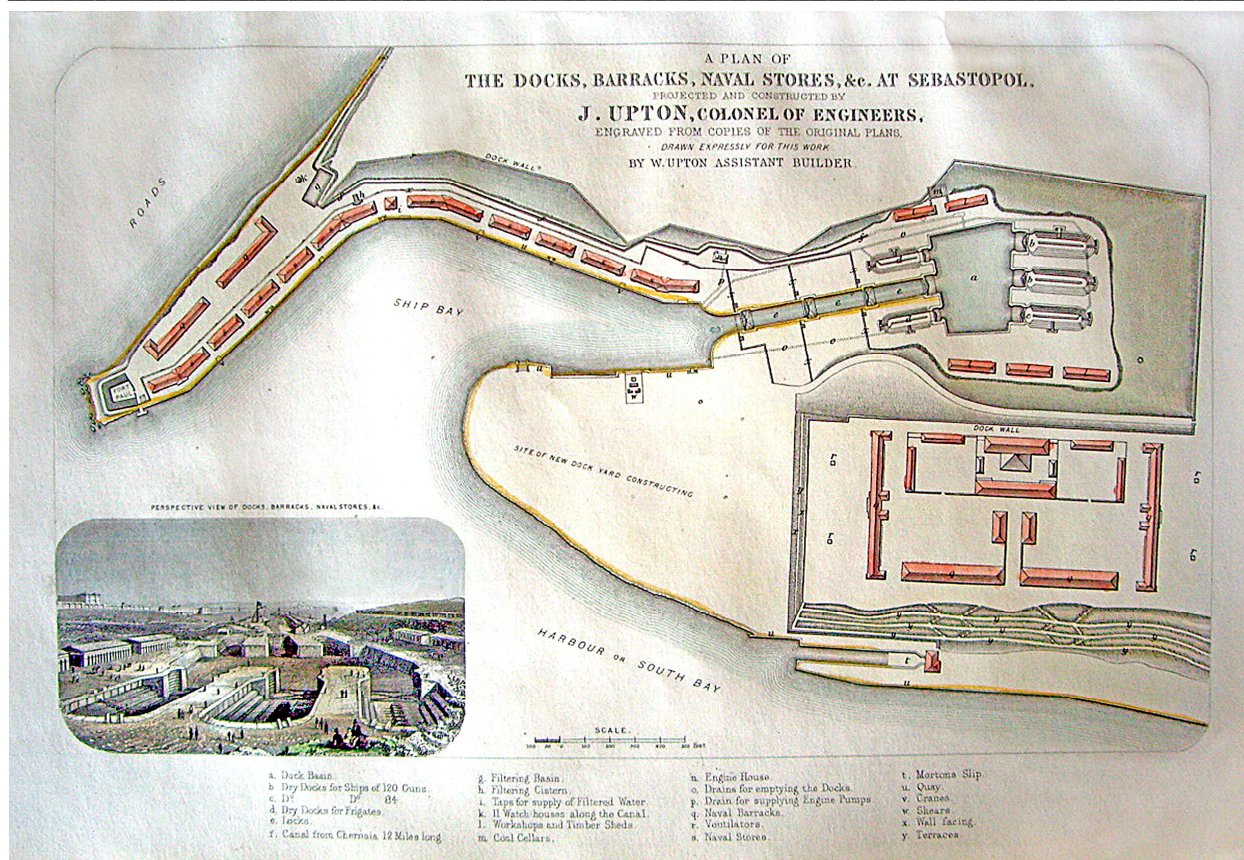 A PLAN OF
THE DOCKS, BARRACKS, NAVAL STORES, &c. AT SEBASTOPOL,
PROJECTED AND CONSTRUCTED BY
J. UPTON, COLONEL OF ENGINEERS,
ENGRAVED FROM COPIES OF THE ORIGINAL PLANS,
DRAWN EXPRESSLY FOR THIS WORK
BY W. UPTON ASSISTANT BUILDER.
ROADS
DOCK WALL
SHIP BAY
FORT PAUL
SITE OF NEW DOCK YARD CONSTRUCTING
DOCK WALL
PERSPECTIVE VIEW OF DOCKS, BARRACKS, NAVAL STORES, &c.
HARBOUR OR SOUTH BAY
SCALE.
Feet
a. Dock Basin.
b Dry Docks for Ships of 120 Guns.
c. Do. Do. 84
d. Dry Docks for Frigates.
e. Locks.
f. Canal from Chernaia 12 Miles long
g. Filtering Basin.
h. Filtering Cistern.
i. Taps for supply of Filtered Water.
k. 11 Watch-houses along the Canal.
l. Workshops and Timber Sheds.
m. Coal Cellars.
n. Engine House.
o. Drains for emptying the Docks.
p. Drain for supplying Engine Pumps
q. Naval Barracks.
r. Ventilators.
s. Naval Stores.
t. Mortons Slip
u. Quay.
v. Cranes.
w. Shears.
x. Wall facing.
y. Terraces.